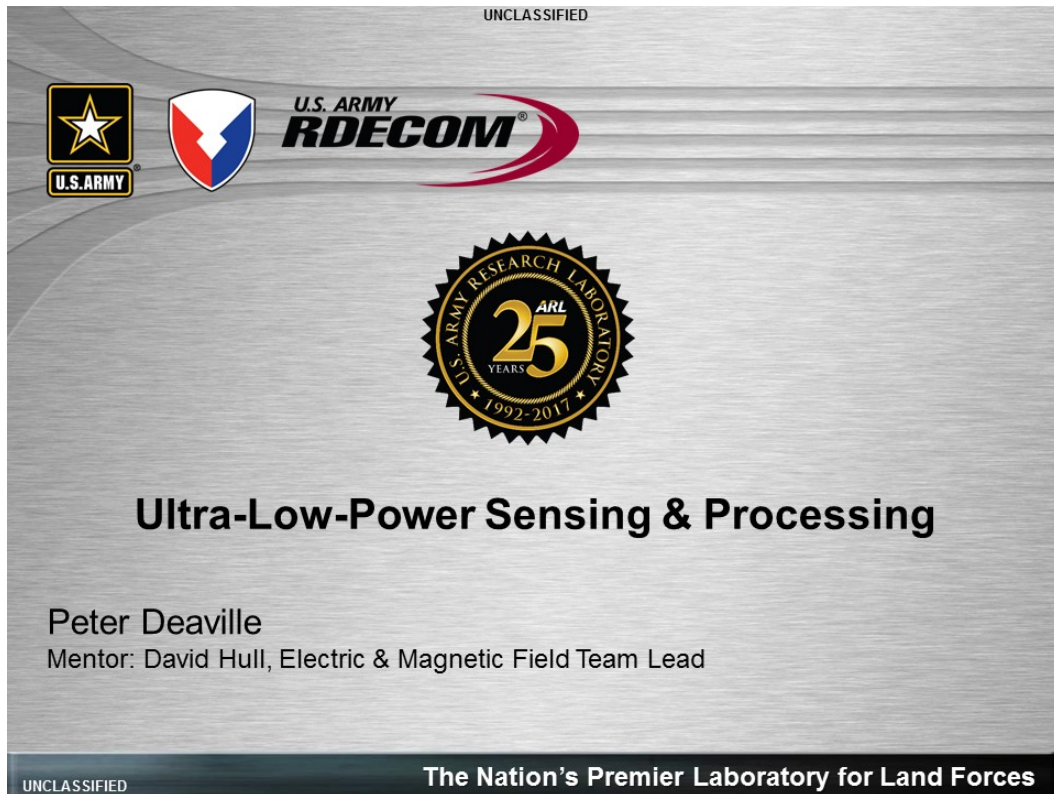 UNCLASSIFIED
U.S.ARMY
U.S. ARMY
RDECOM®
U.S. ARMY RESEARCH LABORATORY
ARL
25
YEARS
1992-2017
Ultra-Low-Power Sensing & Processing
Peter Deaville
Mentor: David Hull, Electric & Magnetic Field Team Lead
UNCLASSIFIED
The Nation’s Premier Laboratory for Land Forces